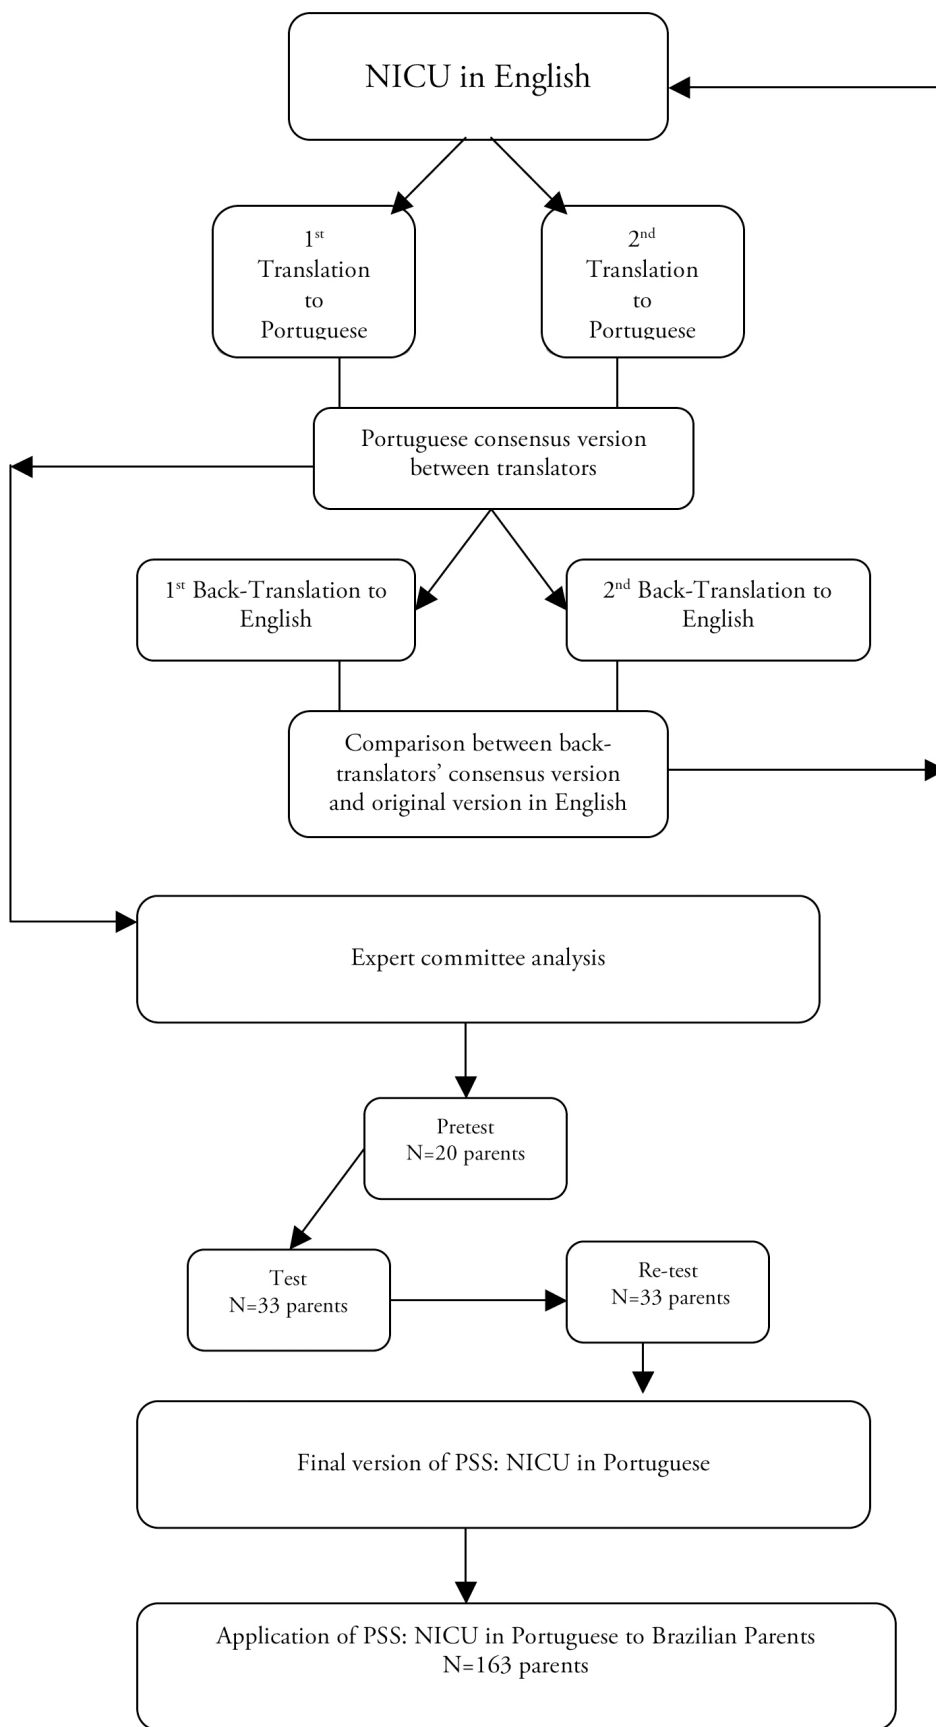 NICU in English
1st
Translation
to
Portuguese
2nd
Translation
to
Portuguese
Portuguese consensus version
between translators
1st Back-Translation to
English
2nd Back-Translation to
English
Comparison between back-
translators’ consensus version
and original version in English
Expert committee analysis
Pretest
N=20 parents
Test
N=33 parents
Re-test
N=33 parents
Final version of PSS: NICU in Portuguese
Application of PSS: NICU in Portuguese to Brazilian Parents
N=163 parents